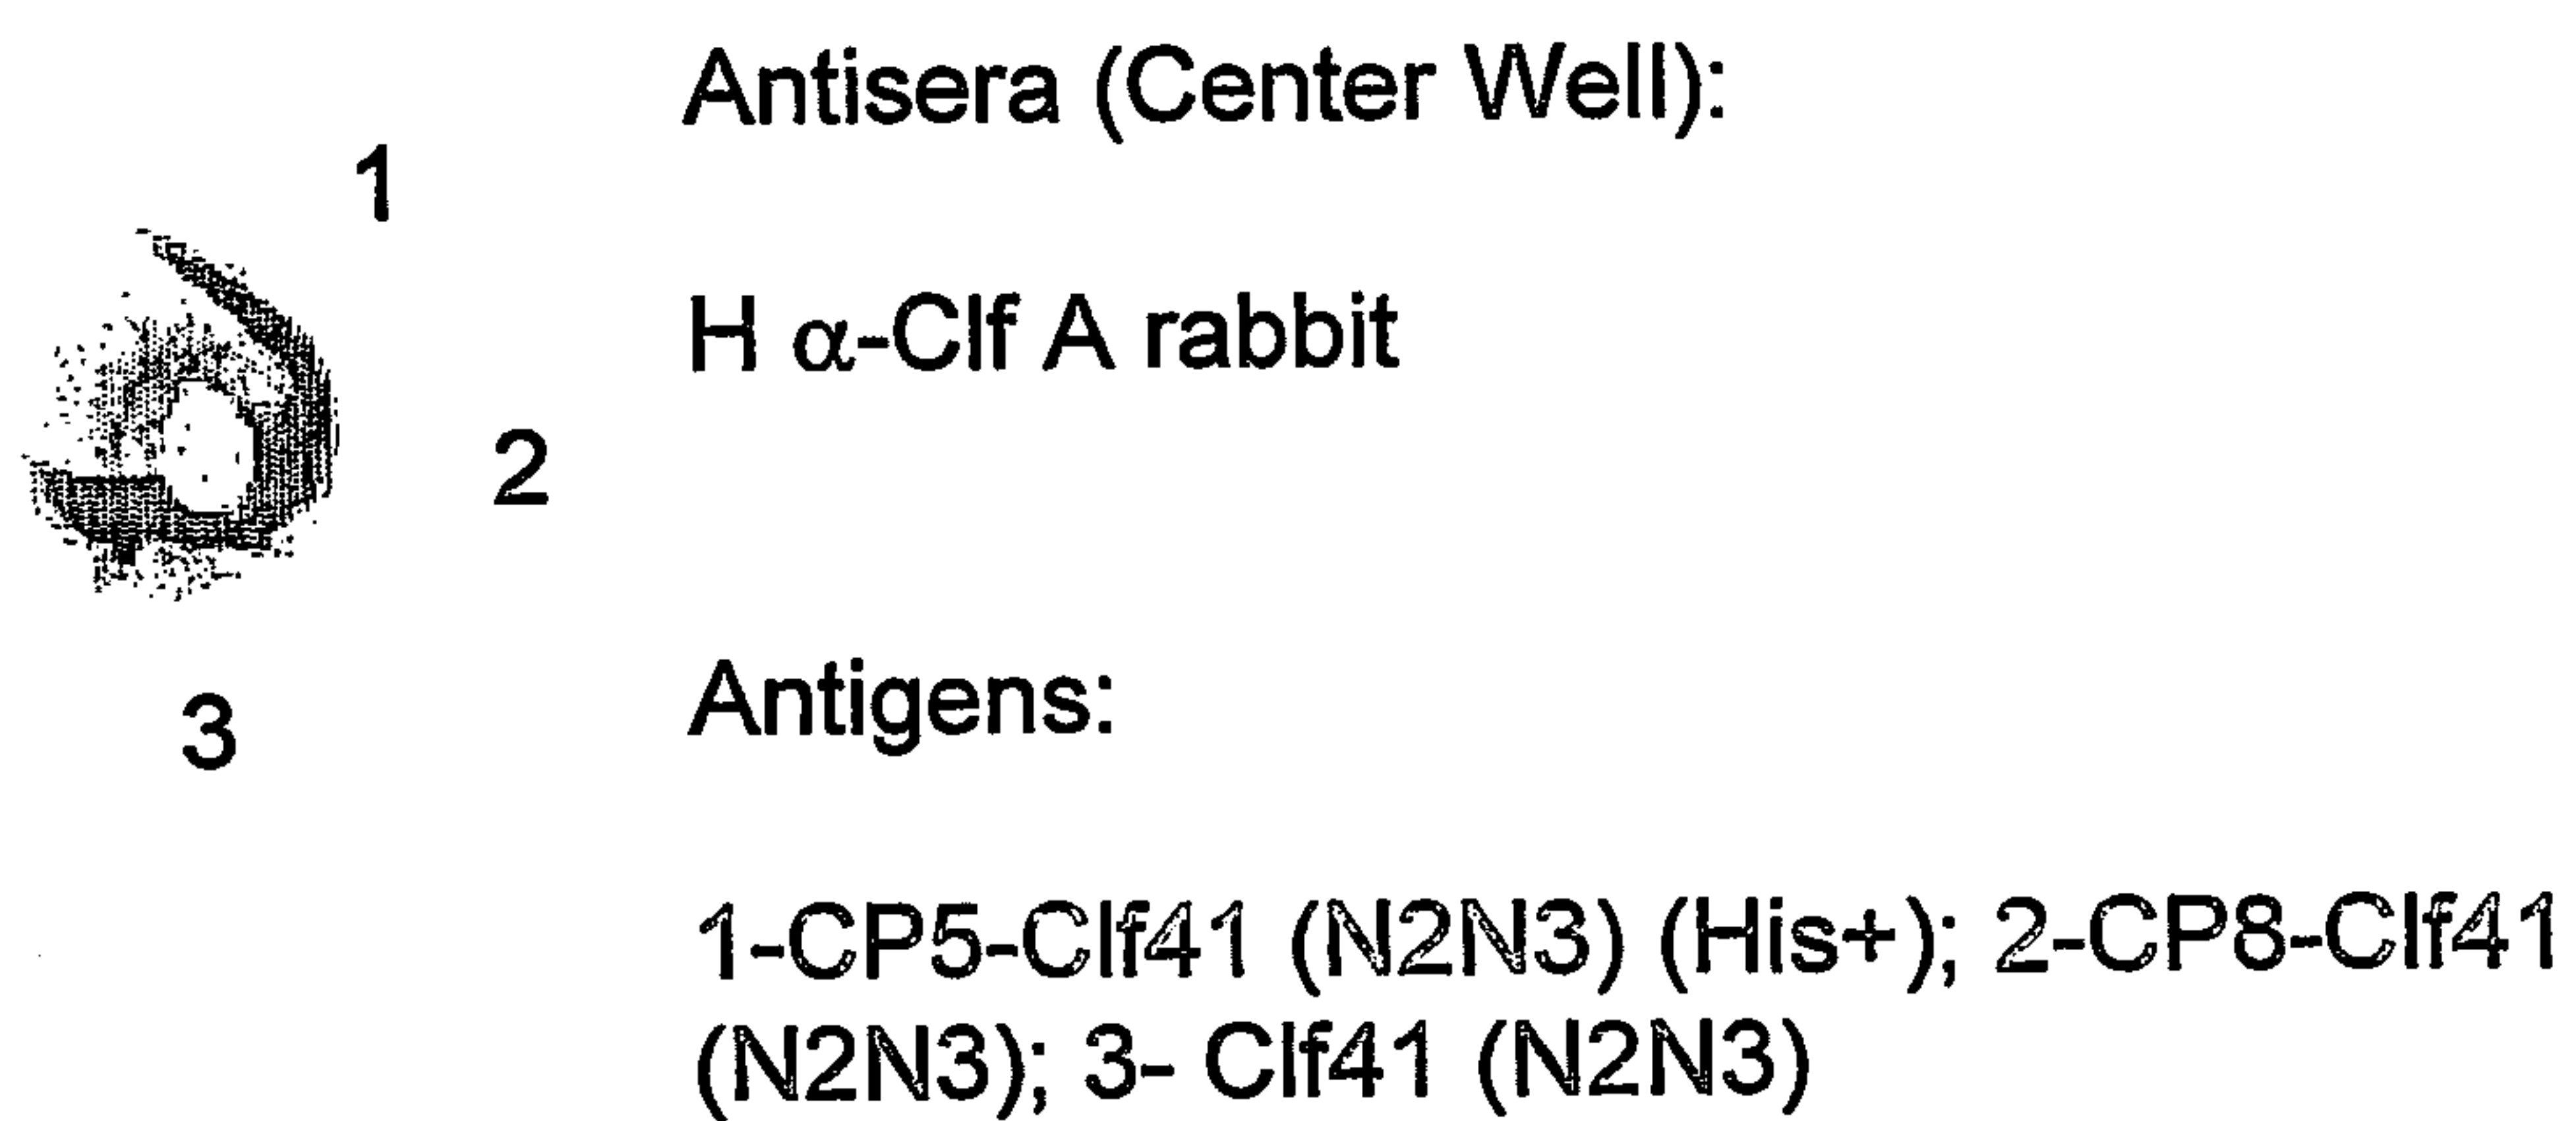 Antisera (Center Well):
1
H α-Clf A rabbit
2
Antigens:
3
1-CP5-Clf41 (N2N3) (His+); 2-CP8-Clf41
(N2N3); 3- Clf41 (N2N3)